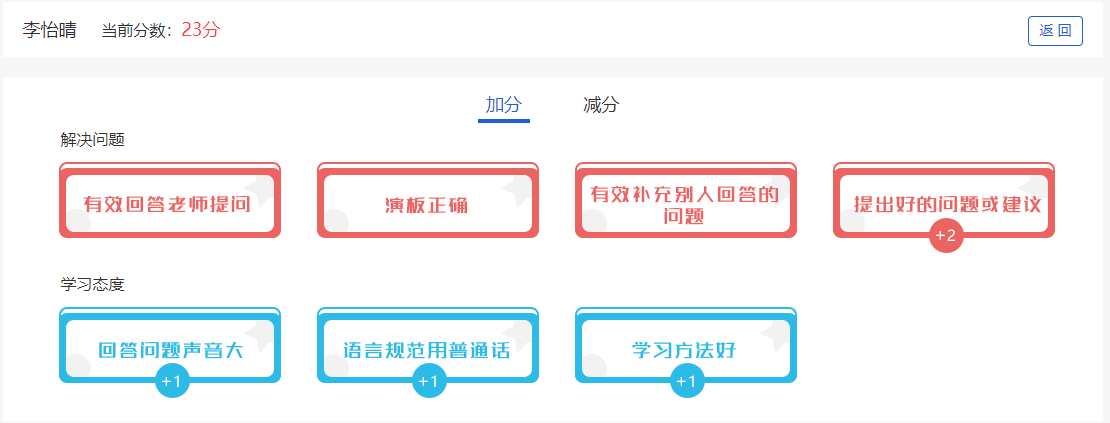 李怡晴 当前分数：23分 返 回
加分 减分
解决问题
有效回答老师提问
演板正确
有效补充别人回答的
问题
提出好的问题或建议
+2
学习态度
回答问题声音大
+1
语言规范用普通话
+1
学习方法好
+1